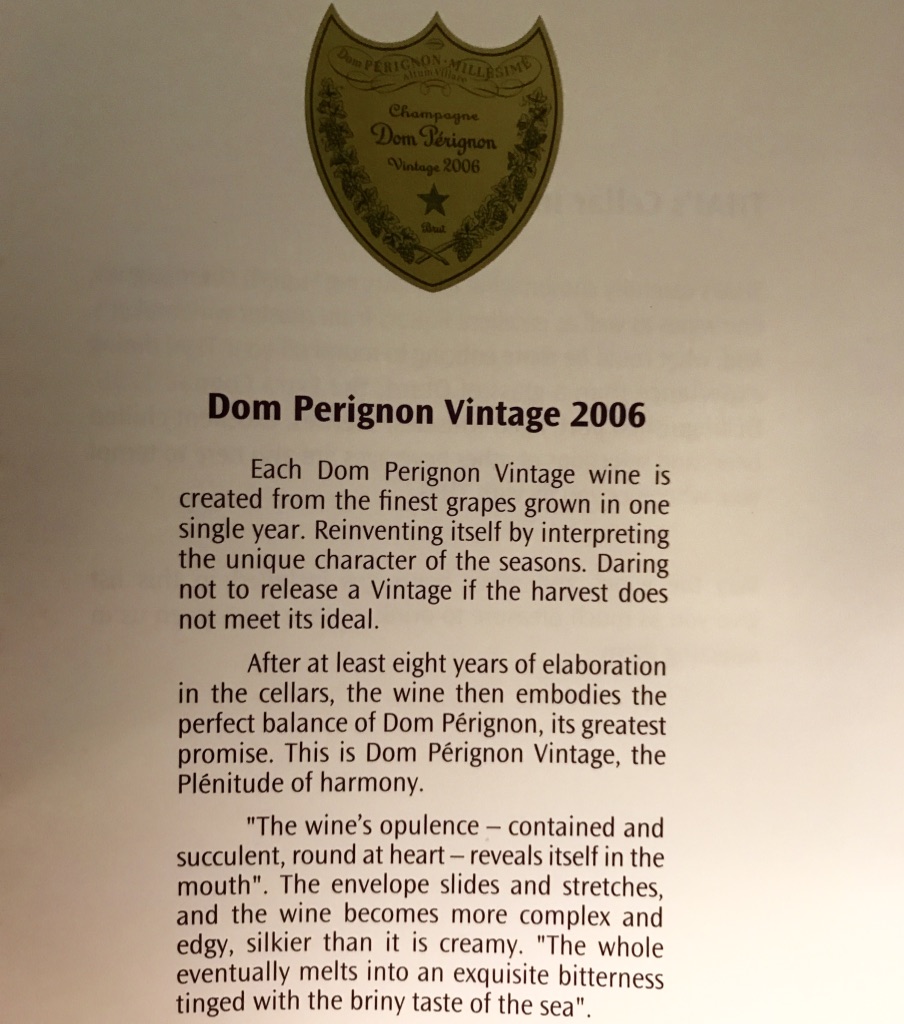 Dom PÉRIGNON - MILLÉSIMÉ
Altum Villare
Champagne
Dom Pérignon
Vintage 2006
Brut
Dom Perignon Vintage 2006
Each Dom Perignon Vintage wine is
created from the finest grapes grown in one
single year. Reinventing itself by interpreting
the unique character of the seasons. Daring
not to release a Vintage if the harvest does
not meet its ideal.
After at least eight years of elaboration
in the cellars, the wine then embodies the
perfect balance of Dom Pérignon, its greatest
promise. This is Dom Pérignon Vintage, the
Plénitude of harmony.
"The wine's opulence – contained and
succulent, round at heart – reveals itself in the
mouth". The envelope slides and stretches,
and the wine becomes more complex and
edgy, silkier than it is creamy. "The whole
eventually melts into an exquisite bitterness
tinged with the briny taste of the sea".